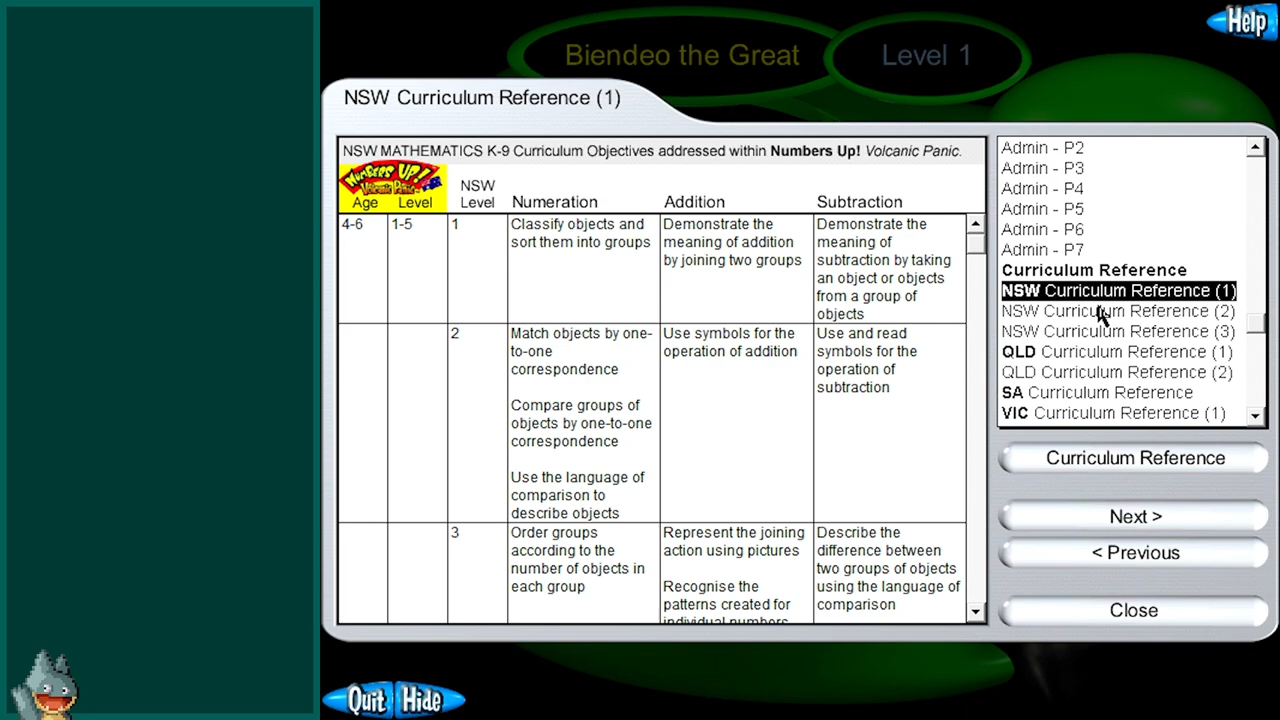 Help
Biendeo the Great
Level 1
NSW Curriculum Reference (1)
NSW MATHEMATICS K-9 Curriculum Objectives addressed within Numbers Up! Volcanic Panic.
NUMBERS UP!
Volcanic Panic
Age
Level
NSW
Level
Numeration
Addition
Subtraction
4-6
1-5
1
Classify objects and
sort them into groups
Demonstrate the
meaning of addition
by joining two groups
Demonstrate the
meaning of
subtraction by taking
an object or objects
from a group of
objects
2
Match objects by one-
to-one
correspondence
Compare groups of
objects by one-to-one
correspondence
Use the language of
comparison to
describe objects
Use symbols for the
operation of addition
Use and read
symbols for the
operation of
subtraction
3
Order groups
according to the
number of objects in
each group
Represent the joining
action using pictures
Recognise the
patterns created for
individual numbers
Describe the
difference between
two groups of objects
using the language of
comparison
Admin - P2
Admin - P3
Admin - P4
Admin - P5
Admin - P6
Admin - P7
Curriculum Reference
NSW Curriculum Reference (1)
NSW Curriculum Reference (2)
NSW Curriculum Reference (3)
QLD Curriculum Reference (1)
QLD Curriculum Reference (2)
SA Curriculum Reference
VIC Curriculum Reference (1)
Curriculum Reference
Next >
< Previous
Close
Quit
Hide